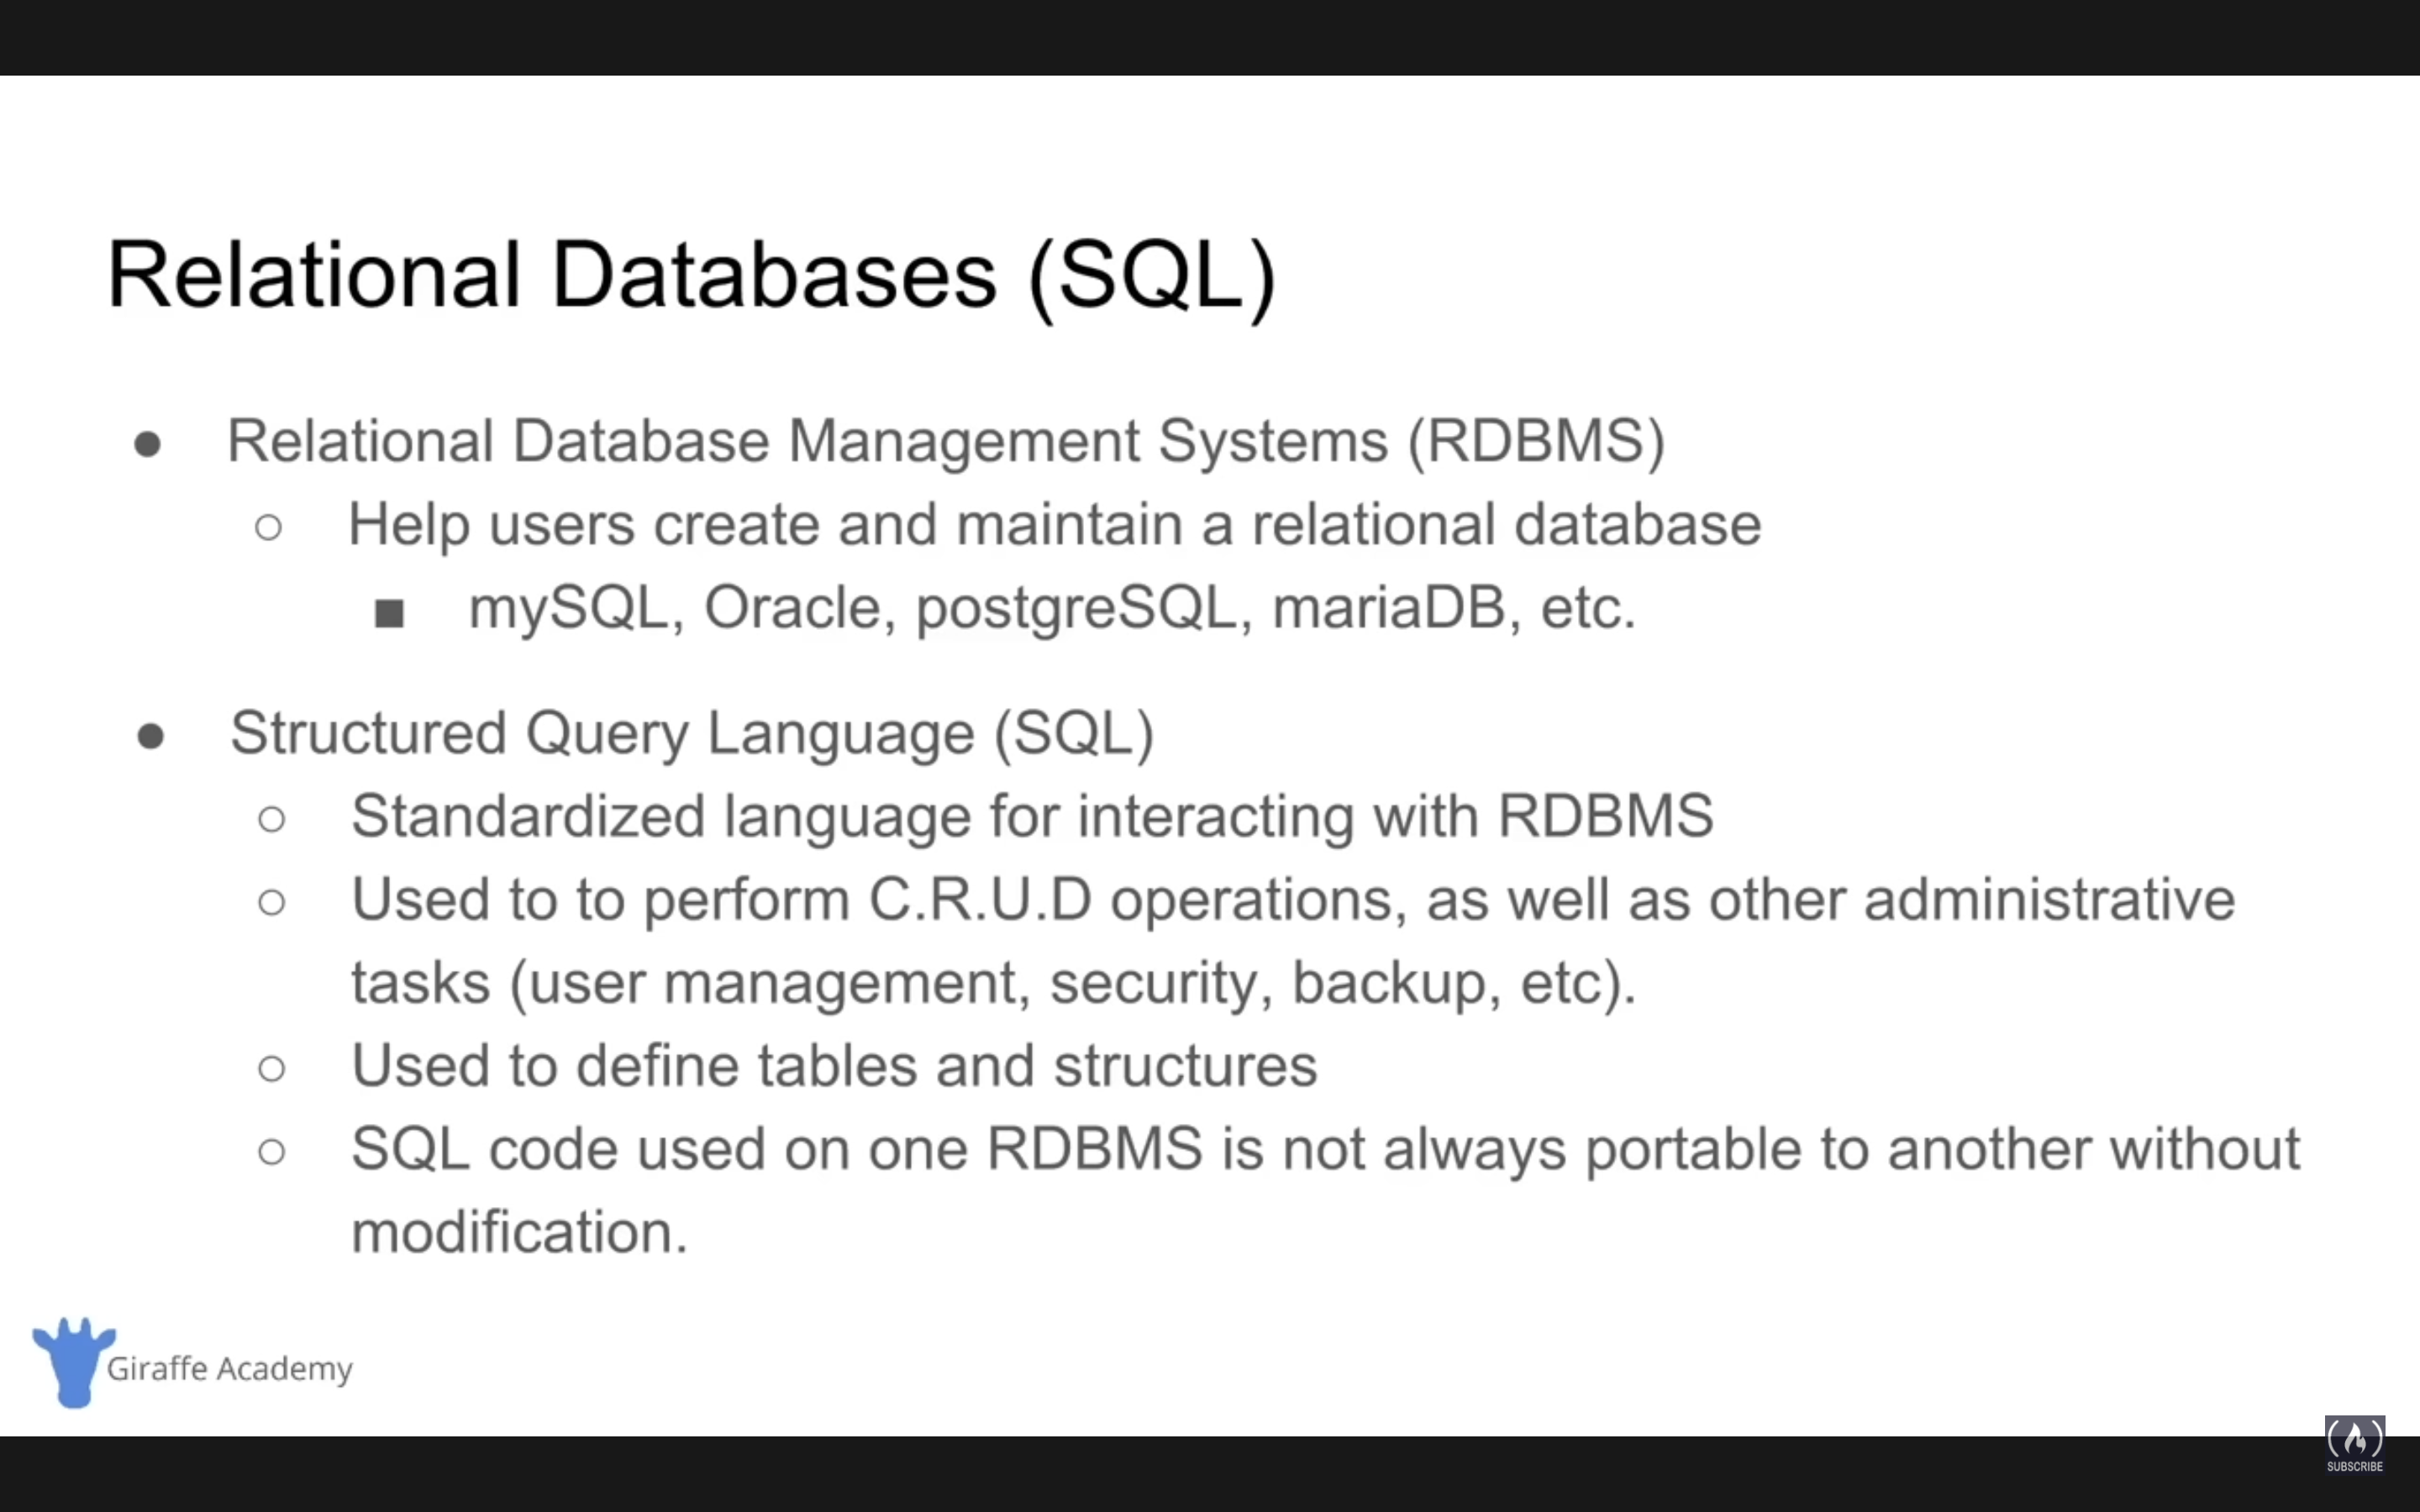 Relational Databases (SQL)
● Relational Database Management Systems (RDBMS)
○ Help users create and maintain a relational database
■ mySQL, Oracle, postgreSQL, mariaDB, etc.
● Structured Query Language (SQL)
○ Standardized language for interacting with RDBMS
○ Used to to perform C.R.U.D operations, as well as other administrative
tasks (user management, security, backup, etc).
○ Used to define tables and structures
○ SQL code used on one RDBMS is not always portable to another without
modification.
Giraffe Academy
SUBSCRIBE